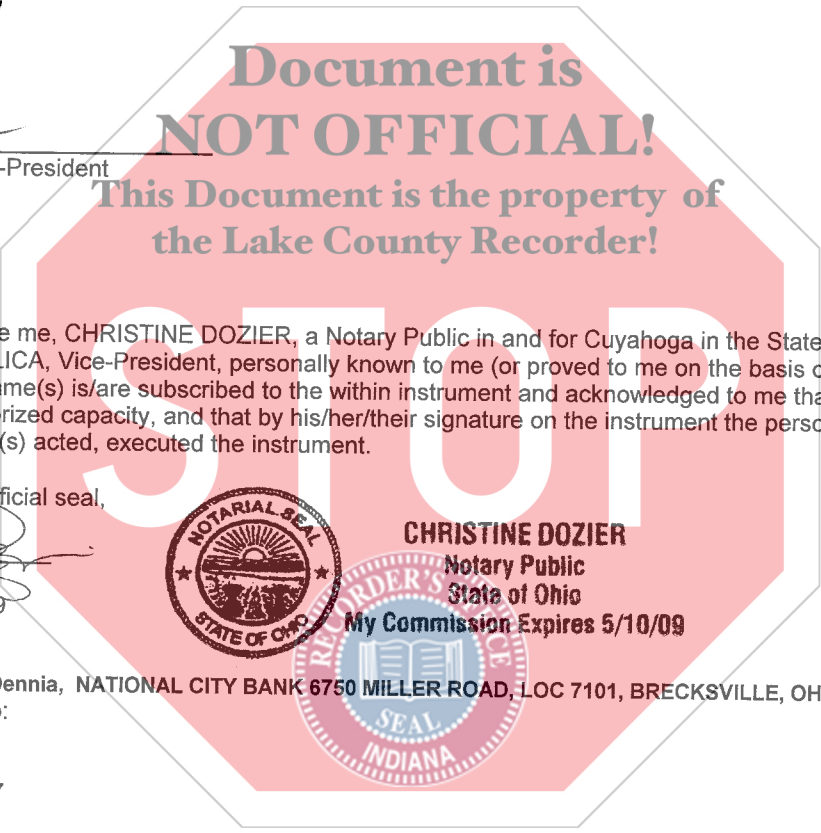 Document is
NOT OFFICIAL!
-President
This Document is the property of
the Lake County Recorder!
STOP
e me, CHRISTINE DOZIER, a Notary Public in and for Cuyahoga in the State
LICA, Vice-President, personally known to me (or proved to me on the basis o
me(s) is/are subscribed to the within instrument and acknowledged to me tha
rized capacity, and that by his/her/their signature on the instrument the perso
(s) acted, executed the instrument.
ficial seal,
NOTARIAL SEAL
STATE OF OHIO
CHRISTINE DOZIER
Notary Public
State of Ohio
My Commission Expires 5/10/09
RECORDER'S OFFICE
SEAL
INDIANA
Dennia, NATIONAL CITY BANK 6750 MILLER ROAD, LOC 7101, BRECKSVILLE, OH
: